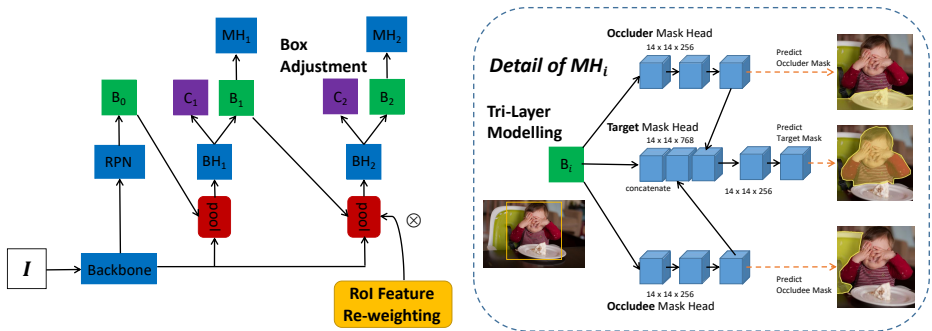 MH1
MH2
Box
Adjustment
B0
C1
B1
C2
B2
RPN
BH1
BH2
pool
pool
⊗
I
Backbone
RoI Feature
Re-weighting
Detail of MHi
Tri-Layer
Modelling
Bi
Occluder Mask Head
14 x 14 x 256
Predict
Occluder Mask
Target Mask Head
14 x 14 x 768
Predict
Target Mask
concatenate
14 x 14 x 256
14 x 14 x 256
Occludee Mask Head
Predict
Occludee Mask